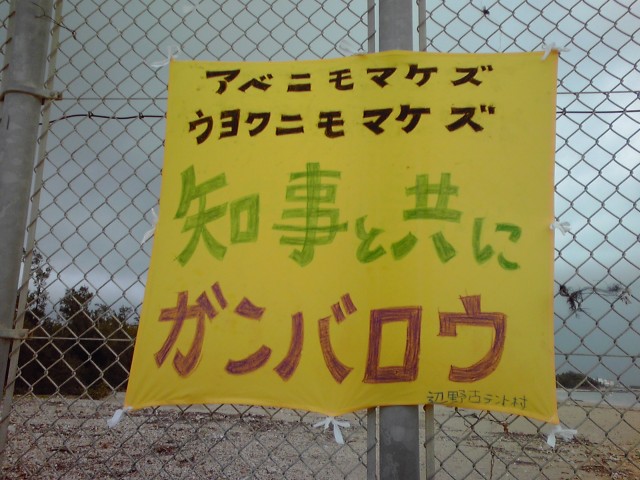 アベニモマケズ
ウヨクニモマケズ
知事と共に
ガンバロウ
辺野古テント村